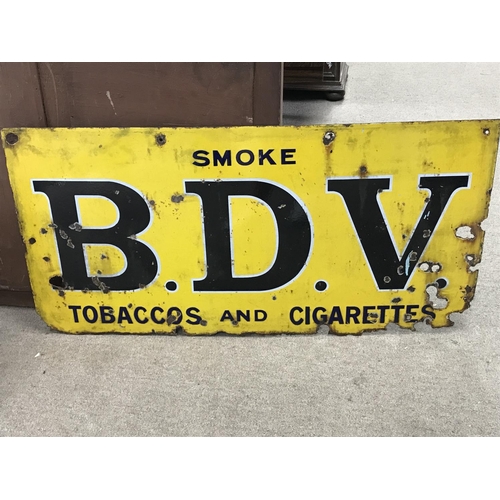 SMOKE
B.D.V.
TOBACCOS AND CIGARETTES